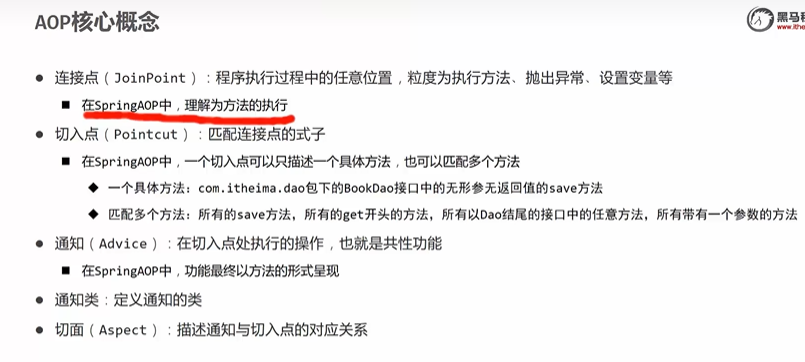 AOP核心概念
黑马程
www.ithe
● 连接点（JoinPoint）：程序执行过程中的任意位置，粒度为执行方法、抛出异常、设置变量等
■ 在SpringAOP中，理解为方法的执行
● 切入点（Pointcut）：匹配连接点的式子
■ 在SpringAOP中，一个切入点可以只描述一个具体方法，也可以匹配多个方法
◆ 一个具体方法：com.itheima.dao包下的BookDao接口中的无形参无返回值的save方法
◆ 匹配多个方法：所有的save方法，所有的get开头的方法，所有以Dao结尾的接口中的任意方法，所有带有一个参数的方法
● 通知（Advice）：在切入点处执行的操作，也就是共性功能
■ 在SpringAOP中，功能最终以方法的形式呈现
● 通知类：定义通知的类
● 切面（Aspect）：描述通知与切入点的对应关系